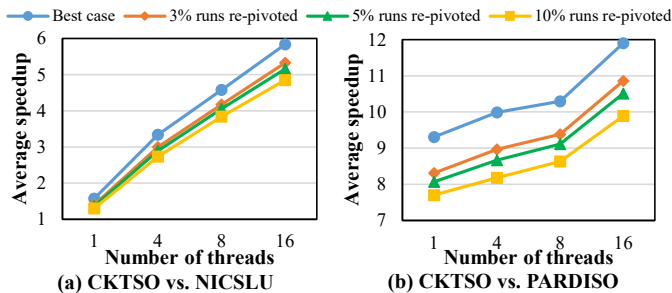 Best case 3% runs re-pivoted 5% runs re-pivoted 10% runs re-pivoted
6
5
4
3
2
1
Average speedup
1 4 8 16
Number of threads
(a) CKTSO vs. NICSLU
12
11
10
9
8
7
Average speedup
1 4 8 16
Number of threads
(b) CKTSO vs. PARDISO